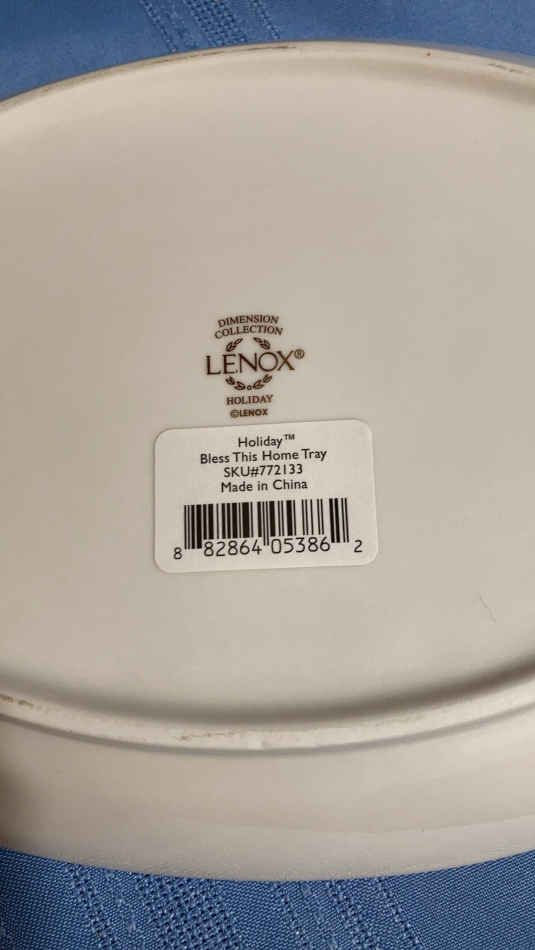 DIMENSION
COLLECTION
LENOX®
HOLIDAY
©LENOX
Holiday™
Bless This Home Tray
SKU#772133
Made in China
8 82864 05386 2